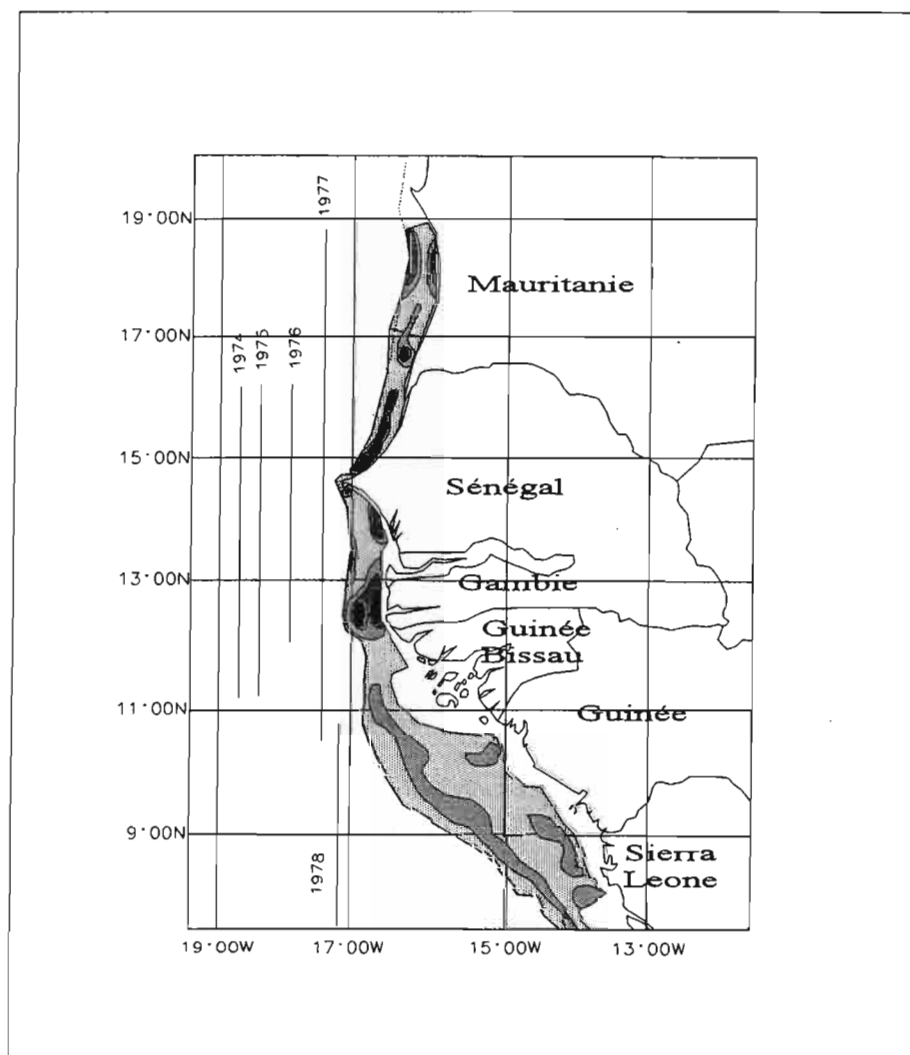 1977
19°00N
Mauritanie
17°00N
1974
1975
1976
15°00N
Sénégal
13°00N
Gambie
Guinée
Bissau
11°00N
Guinée
9°00N
1978
Sierra
Leone
19°00W
17°00W
15°00W
13°00W